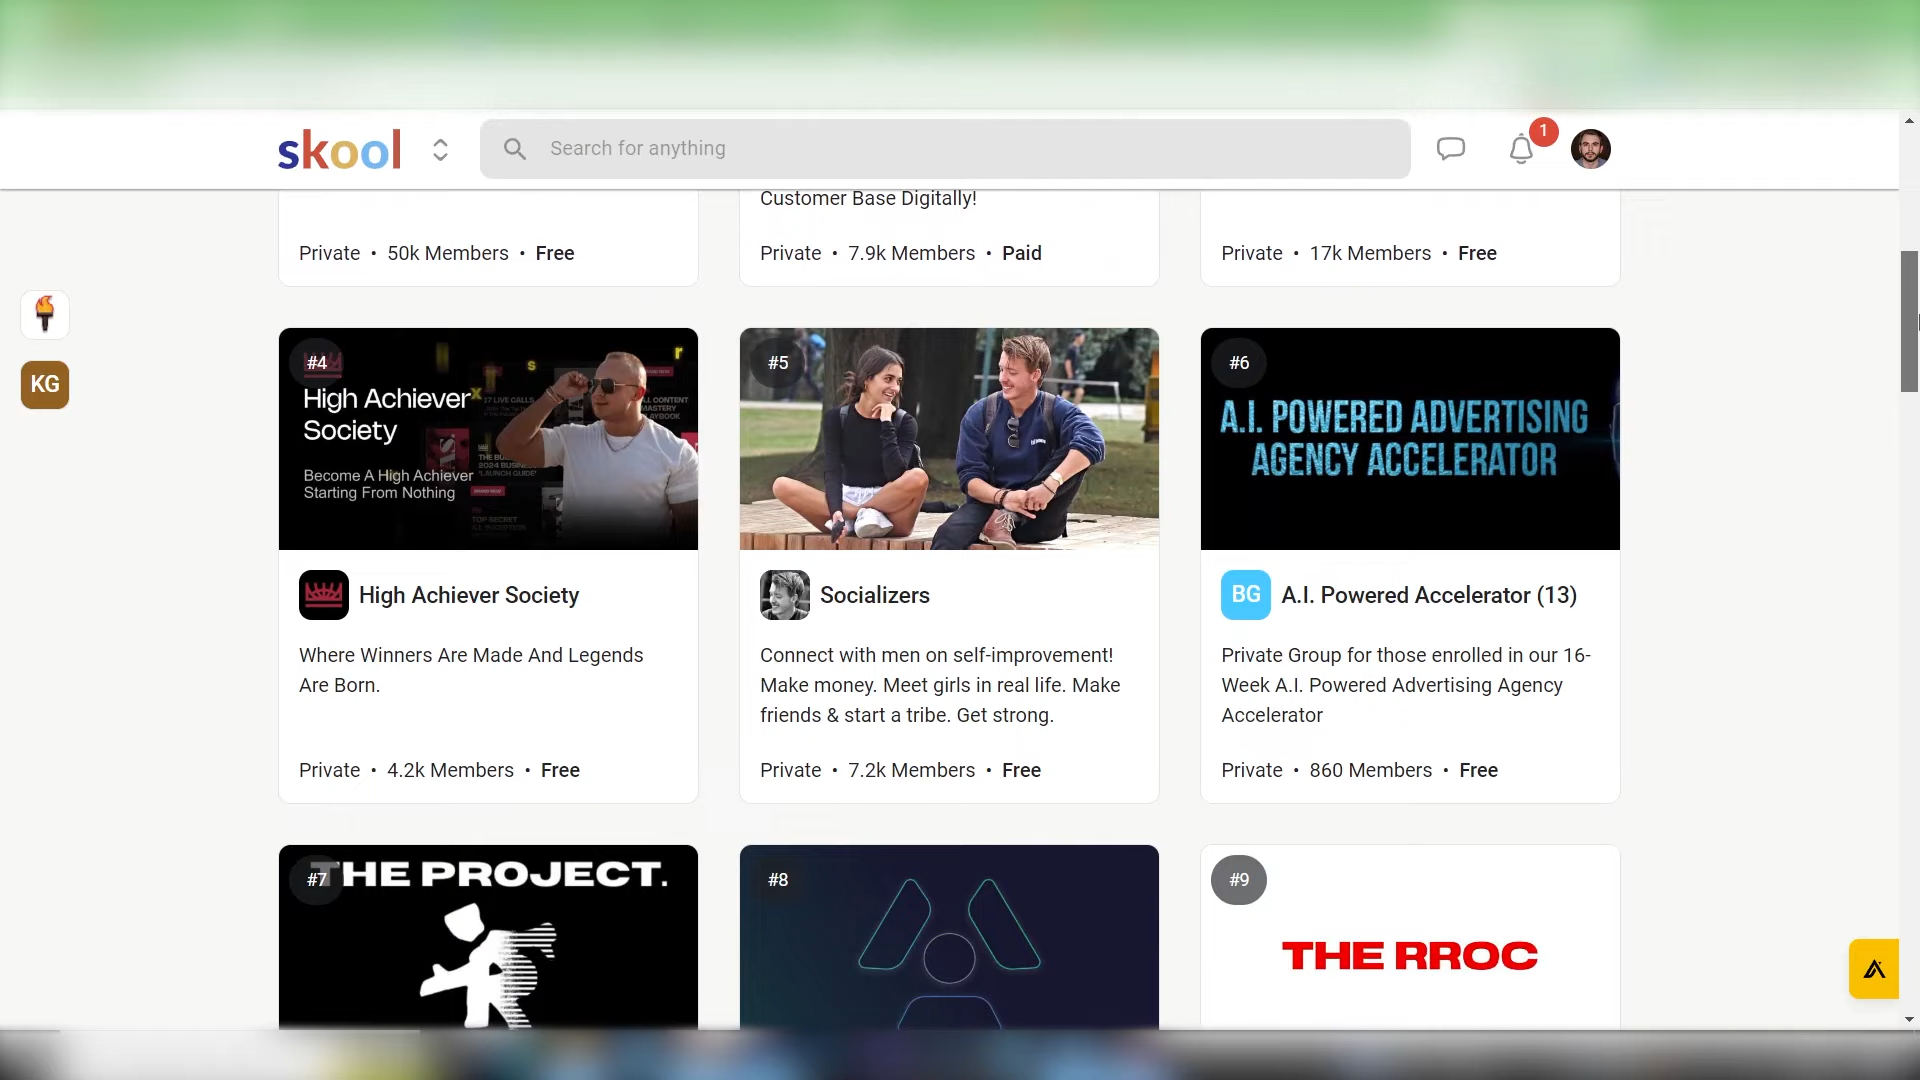 skool
Search for anything
1
Customer Base Digitally!
Private • 50k Members • Free
Private • 7.9k Members • Paid
Private • 17k Members • Free
KG
#4
High Achiever
Society
Become A High Achiever
Starting From Nothing
17 LIVE CALLS
#5
#6
A.I. POWERED ADVERTISING
AGENCY ACCELERATOR
High Achiever Society
Where Winners Are Made And Legends
Are Born.
Private • 4.2k Members • Free
Socializers
Connect with men on self-improvement!
Make money. Meet girls in real life. Make
friends & start a tribe. Get strong.
Private • 7.2k Members • Free
BG
A.I. Powered Accelerator (13)
Private Group for those enrolled in our 16-
Week A.I. Powered Advertising Agency
Accelerator
Private • 860 Members • Free
#7
THE PROJECT.
#8
#9
THE RROC